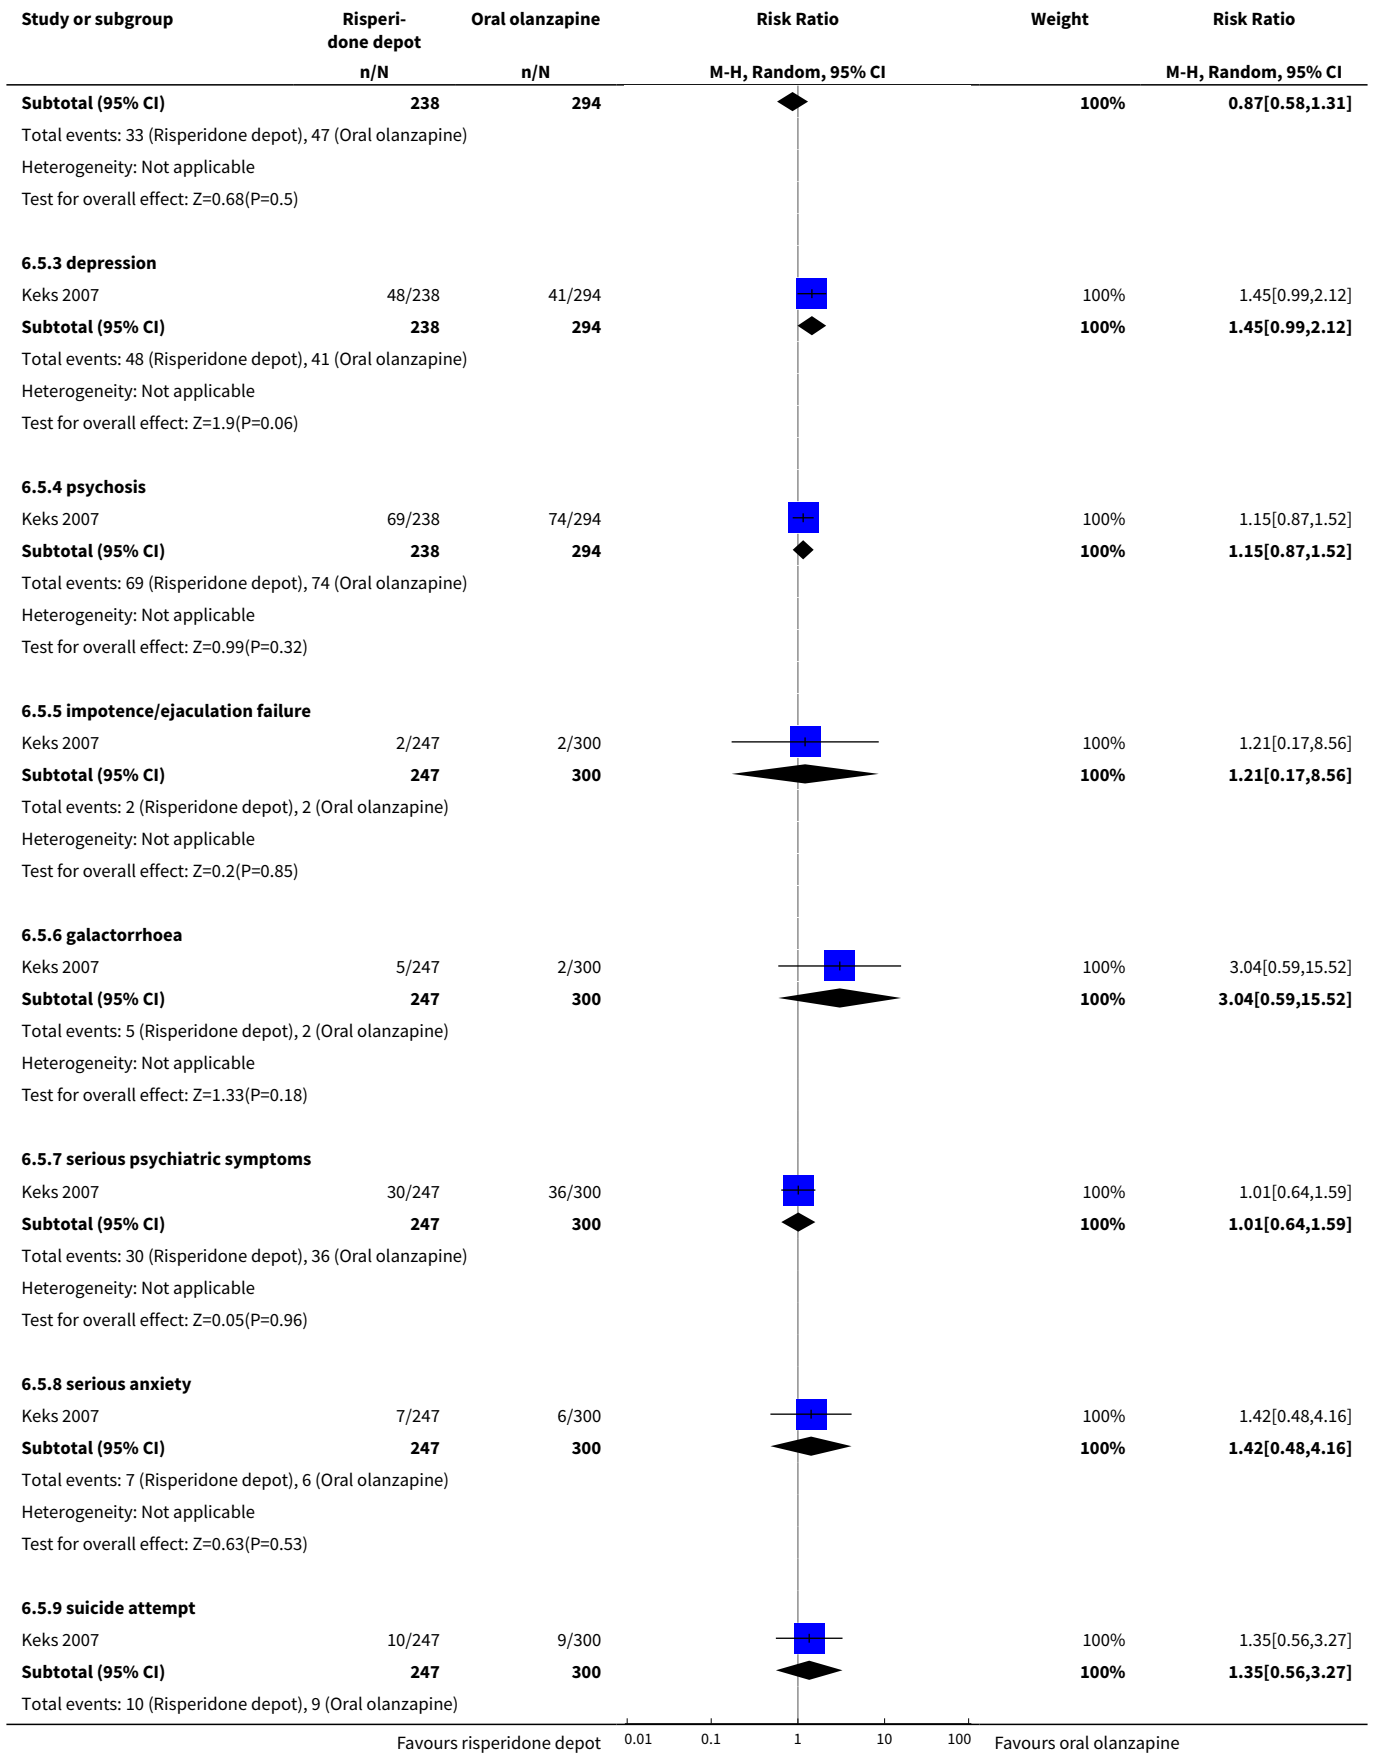 Study or subgroup Risperi- Oral olanzapine Risk Ratio Weight Risk Ratio
done depot
n/N n/N M-H, Random, 95% CI M-H, Random, 95% CI
Subtotal (95% CI) 238 294 100% 0.87[0.58,1.31]
Total events: 33 (Risperidone depot), 47 (Oral olanzapine)
Heterogeneity: Not applicable
Test for overall effect: Z=0.68(P=0.5)
6.5.3 depression
Keks 2007 48/238 41/294 100% 1.45[0.99,2.12]
Subtotal (95% CI) 238 294 100% 1.45[0.99,2.12]
Total events: 48 (Risperidone depot), 41 (Oral olanzapine)
Heterogeneity: Not applicable
Test for overall effect: Z=1.9(P=0.06)
6.5.4 psychosis
Keks 2007 69/238 74/294 100% 1.15[0.87,1.52]
Subtotal (95% CI) 238 294 100% 1.15[0.87,1.52]
Total events: 69 (Risperidone depot), 74 (Oral olanzapine)
Heterogeneity: Not applicable
Test for overall effect: Z=0.99(P=0.32)
6.5.5 impotence/ejaculation failure
Keks 2007 2/247 2/300 100% 1.21[0.17,8.56]
Subtotal (95% CI) 247 300 100% 1.21[0.17,8.56]
Total events: 2 (Risperidone depot), 2 (Oral olanzapine)
Heterogeneity: Not applicable
Test for overall effect: Z=0.2(P=0.85)
6.5.6 galactorrhoea
Keks 2007 5/247 2/300 100% 3.04[0.59,15.52]
Subtotal (95% CI) 247 300 100% 3.04[0.59,15.52]
Total events: 5 (Risperidone depot), 2 (Oral olanzapine)
Heterogeneity: Not applicable
Test for overall effect: Z=1.33(P=0.18)
6.5.7 serious psychiatric symptoms
Keks 2007 30/247 36/300 100% 1.01[0.64,1.59]
Subtotal (95% CI) 247 300 100% 1.01[0.64,1.59]
Total events: 30 (Risperidone depot), 36 (Oral olanzapine)
Heterogeneity: Not applicable
Test for overall effect: Z=0.05(P=0.96)
6.5.8 serious anxiety
Keks 2007 7/247 6/300 100% 1.42[0.48,4.16]
Subtotal (95% CI) 247 300 100% 1.42[0.48,4.16]
Total events: 7 (Risperidone depot), 6 (Oral olanzapine)
Heterogeneity: Not applicable
Test for overall effect: Z=0.63(P=0.53)
6.5.9 suicide attempt
Keks 2007 10/247 9/300 100% 1.35[0.56,3.27]
Subtotal (95% CI) 247 300 100% 1.35[0.56,3.27]
Total events: 10 (Risperidone depot), 9 (Oral olanzapine)
Favours risperidone depot 0.01 0.1 1 10 100 Favours oral olanzapine